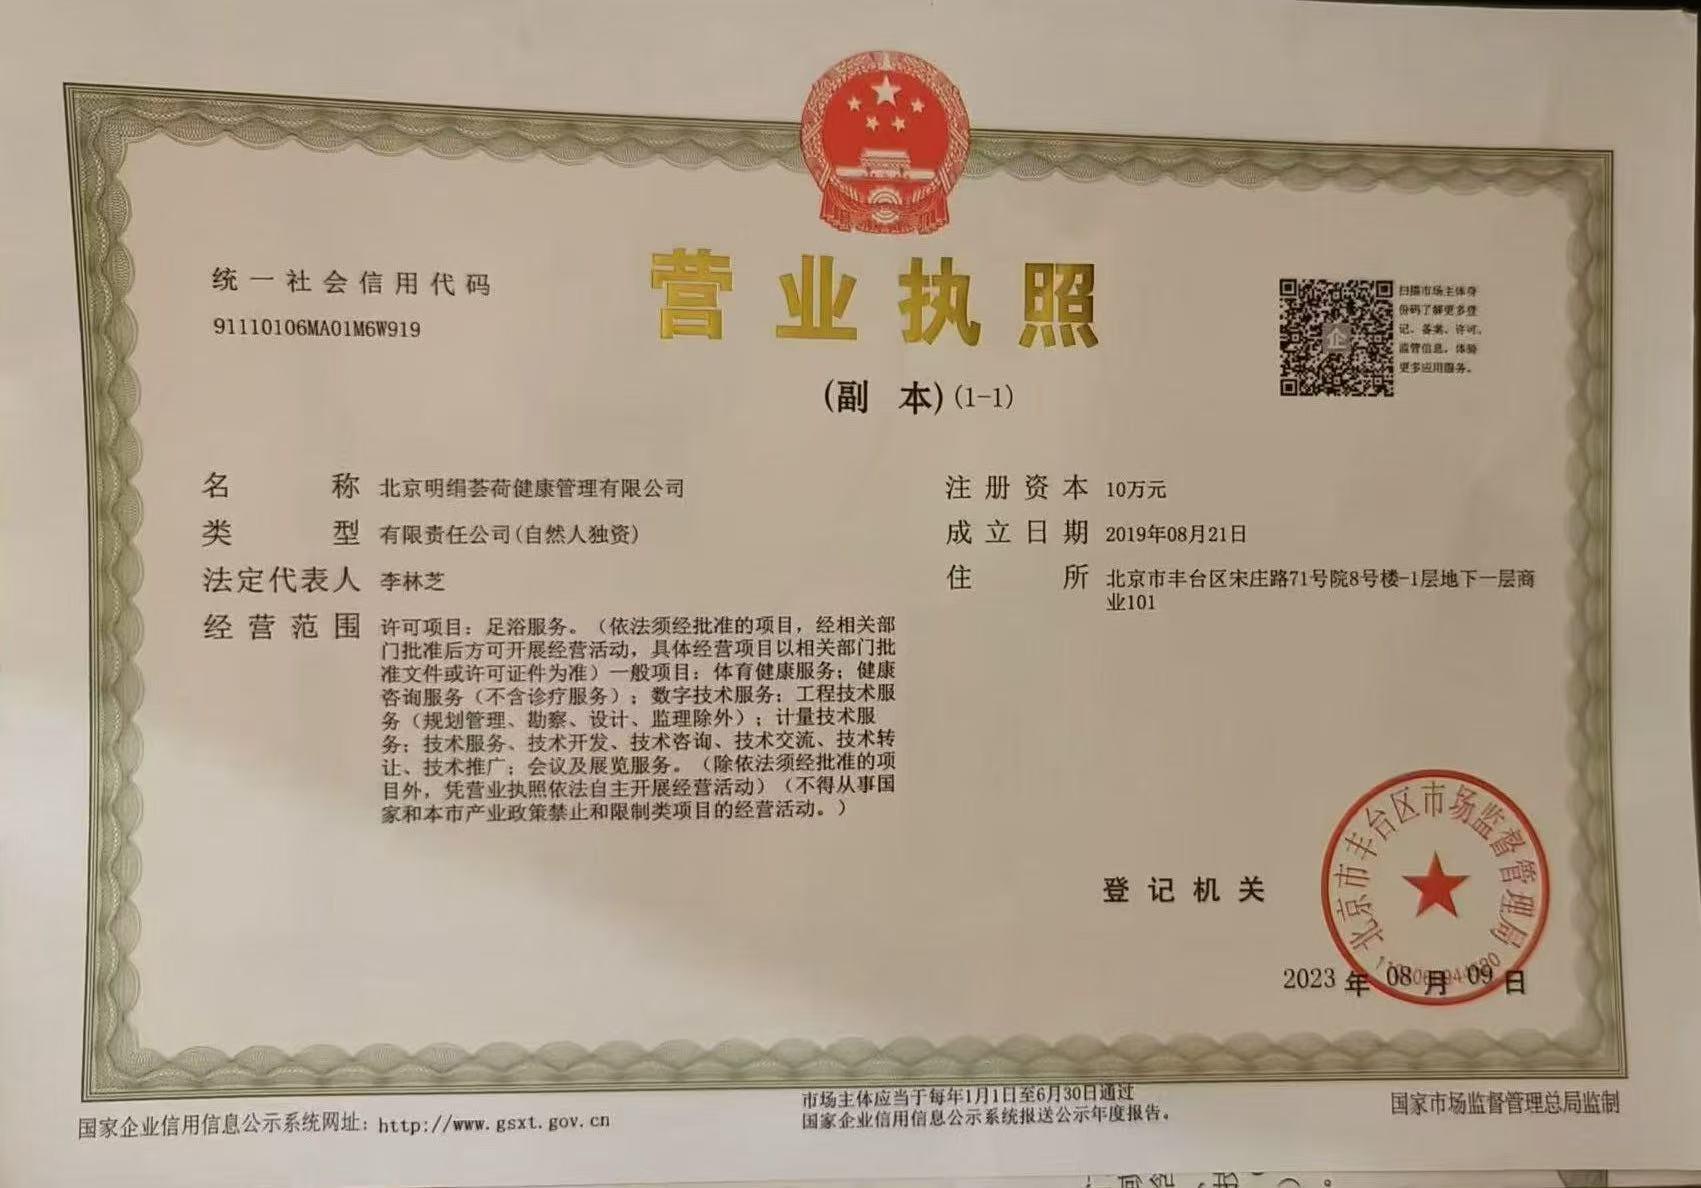 统一社会信用代码
91110106MA01M6W919
营业执照
(副 本)(1-1)
扫描市场主体身
份码了解更多登
记、备案、许可、
监管信息，体验
更多应用服务。
名 称 北京明绢荟荷健康管理有限公司
类 型 有限责任公司(自然人独资)
法定代表人 李林芝
经营范围 许可项目：足浴服务。（依法须经批准的项目，经相关部
门批准后方可开展经营活动，具体经营项目以相关部门批
准文件或许可证件为准）一般项目：体育健康服务；健康
咨询服务（不含诊疗服务）；数字技术服务；工程技术服
务（规划管理、勘察、设计、监理除外）；计量技术服
务；技术服务、技术开发、技术咨询、技术交流、技术转
让、技术推广；会议及展览服务。（除依法须经批准的项
目外，凭营业执照依法自主开展经营活动）（不得从事国
家和本市产业政策禁止和限制类项目的经营活动。）
注册资本 10万元
成立日期 2019年08月21日
住 所 北京市丰台区宋庄路71号院8号楼-1层地下一层商
业101
登记机关
北京市丰台区市场监督管理局
2023 年 08 月 09 日
国家企业信用信息公示系统网址：http://www.gsxt.gov.cn
市场主体应当于每年1月1日至6月30日通过
国家企业信用信息公示系统报送公示年度报告。
国家市场监督管理总局监制